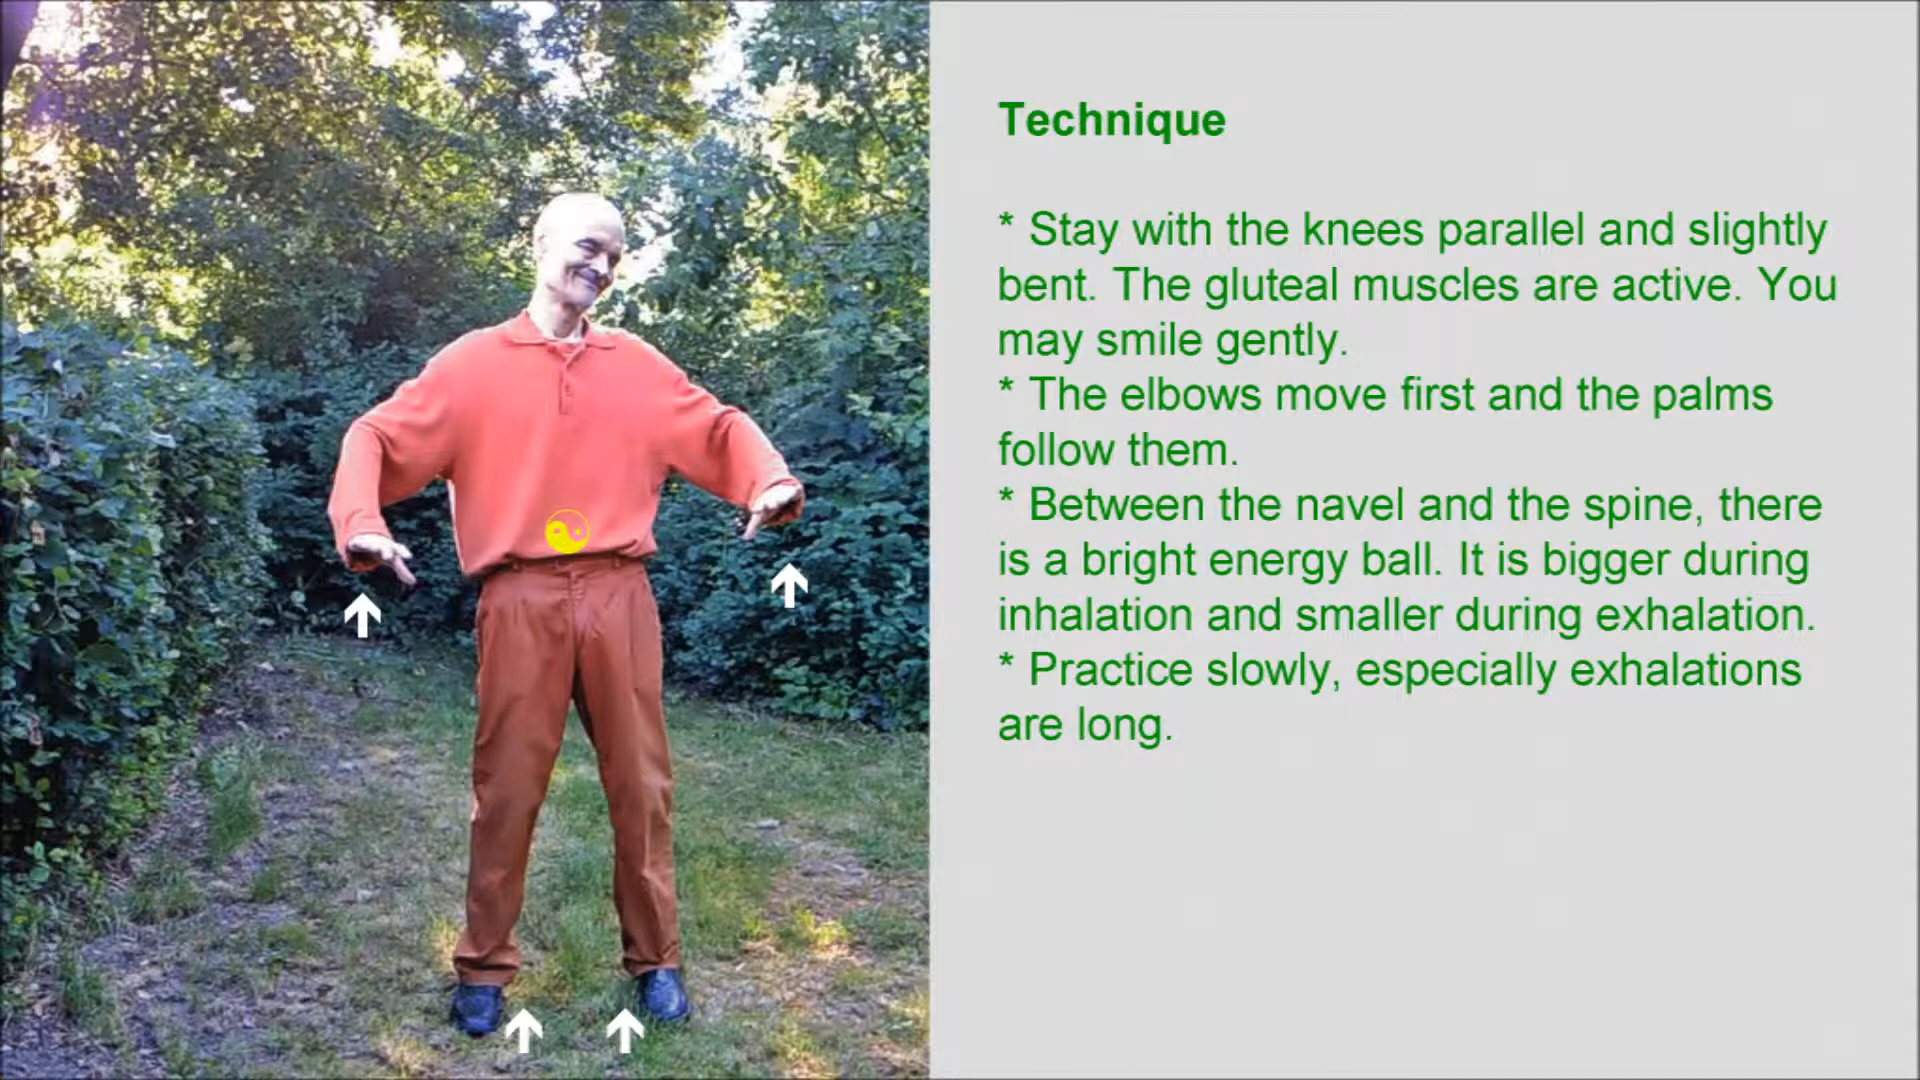 Technique
* Stay with the knees parallel and slightly
bent. The gluteal muscles are active. You
may smile gently.
* The elbows move first and the palms
follow them.
* Between the navel and the spine, there
is a bright energy ball. It is bigger during
inhalation and smaller during exhalation.
* Practice slowly, especially exhalations
are long.